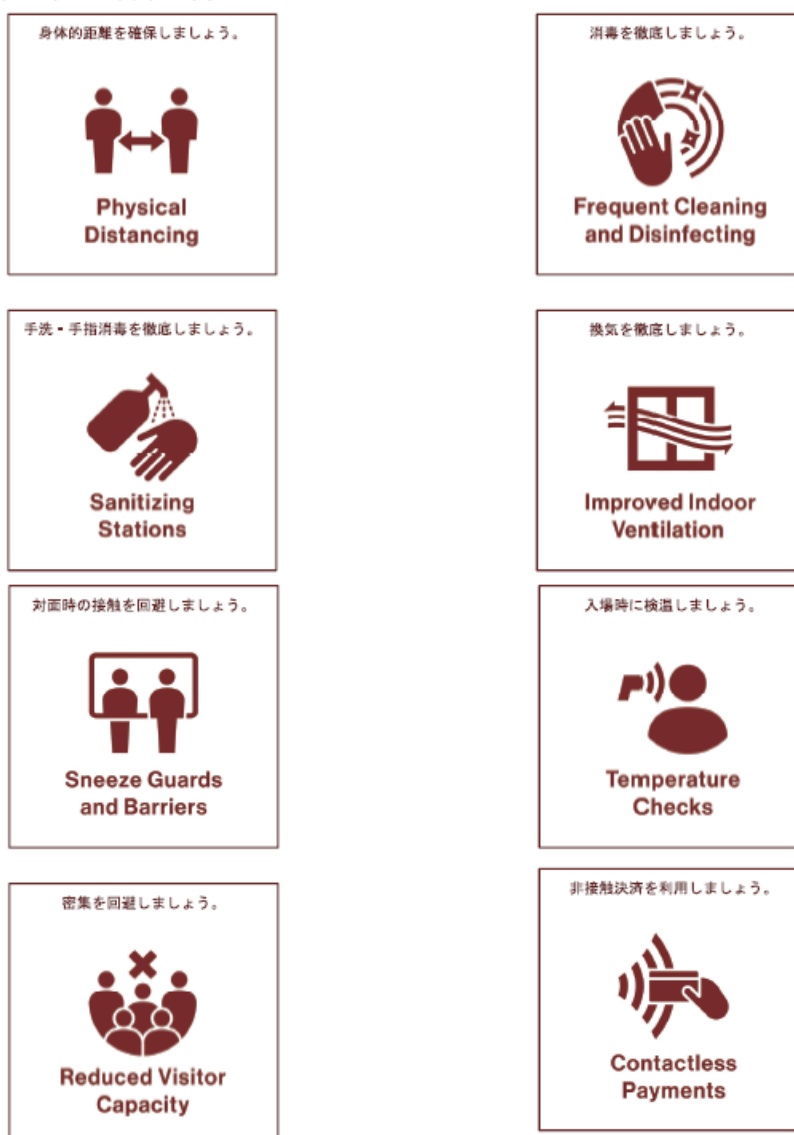 身体的距離を確保しましょう。
Physical
Distancing
消毒を徹底しましょう。
Frequent Cleaning
and Disinfecting
手洗・手指消毒を徹底しましょう。
Sanitizing
Stations
換気を徹底しましょう。
Improved Indoor
Ventilation
対面時の接触を回避しましょう。
Sneeze Guards
and Barriers
入場時に検温しましょう。
Temperature
Checks
密集を回避しましょう。
Reduced Visitor
Capacity
非接触決済を利用しましょう。
Contactless
Payments